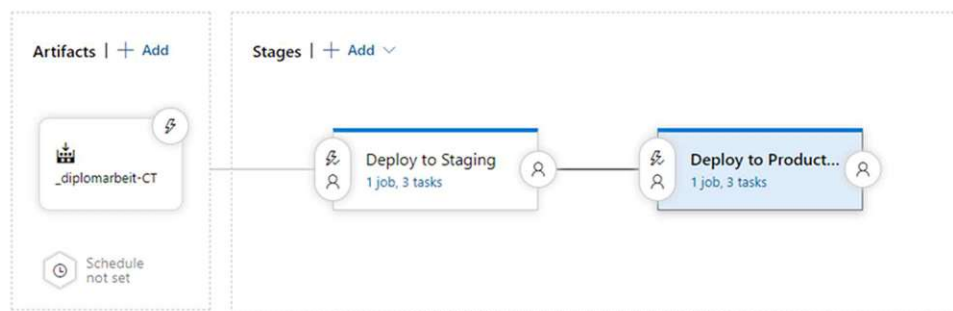 Artifacts | + Add
Stages | + Add
_diplomarbeit-CT
Deploy to Staging
1 job, 3 tasks
Deploy to Product...
1 job, 3 tasks
Schedule
not set